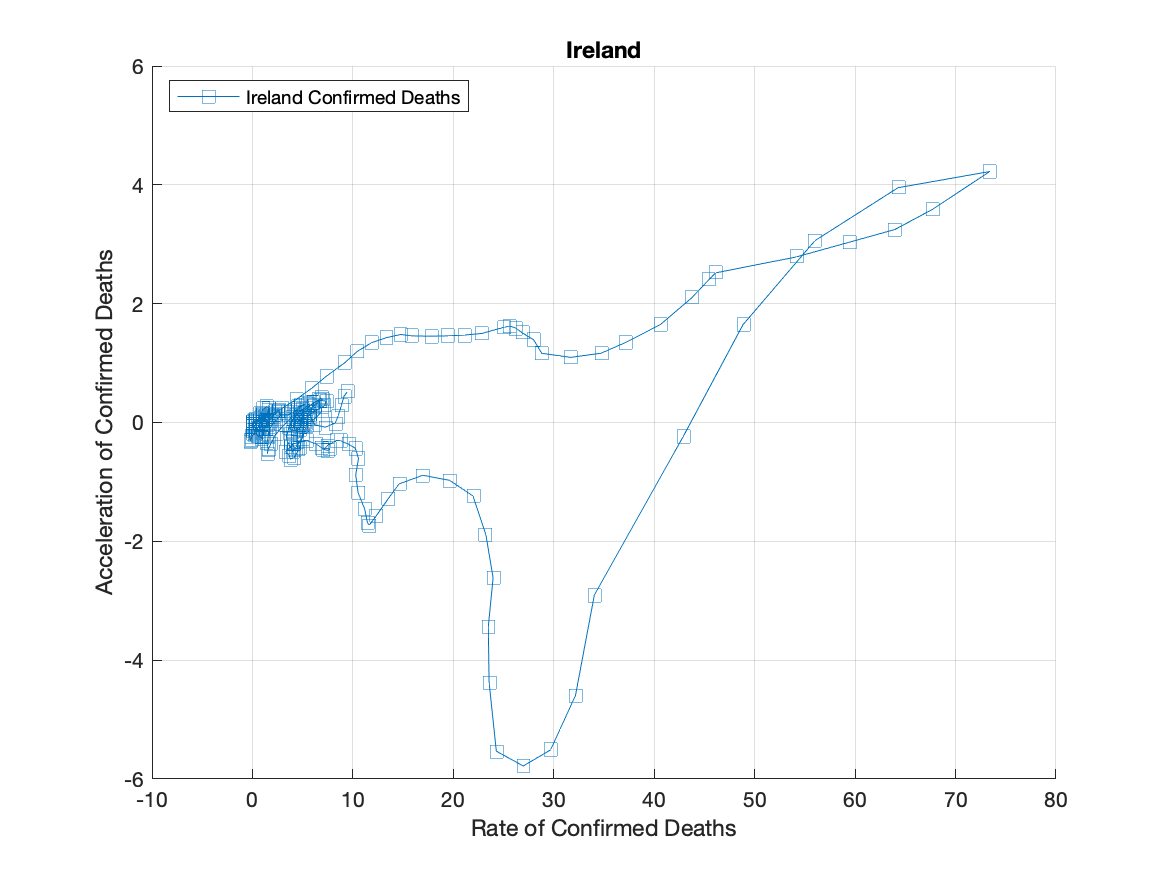 Ireland
Ireland Confirmed Deaths
6
4
2
0
-2
-4
-6
Acceleration of Confirmed Deaths
-10 0 10 20 30 40 50 60 70 80
Rate of Confirmed Deaths